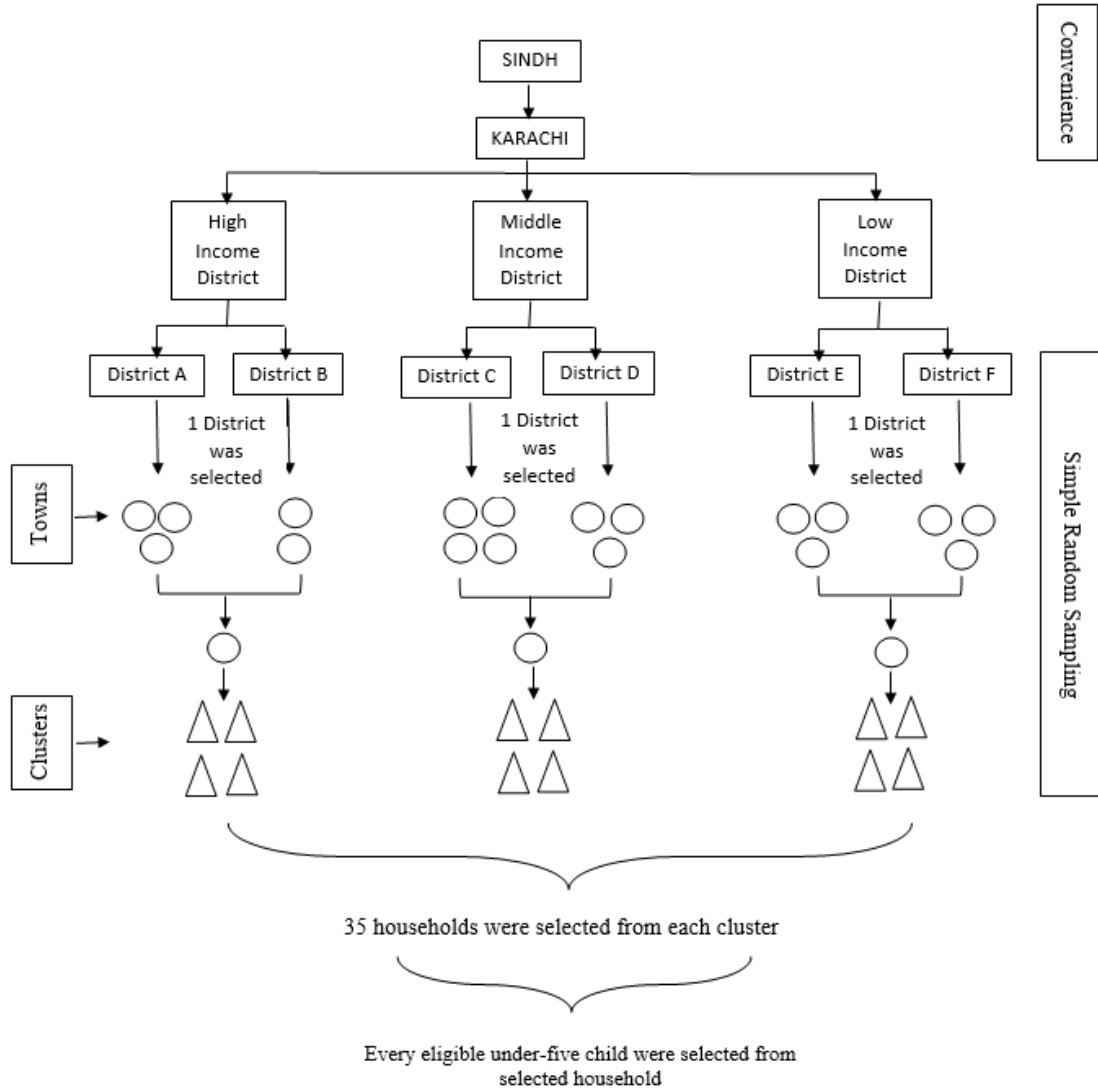 Convenience
SINDH
KARACHI
High
Income
District
Middle
Income
District
Low
Income
District
District A
District B
District C
District D
District E
District F
1 District
was
selected
1 District
was
selected
1 District
was
selected
Simple Random Sampling
Towns
Clusters
35 households were selected from each cluster
Every eligible under-five child were selected from
selected household